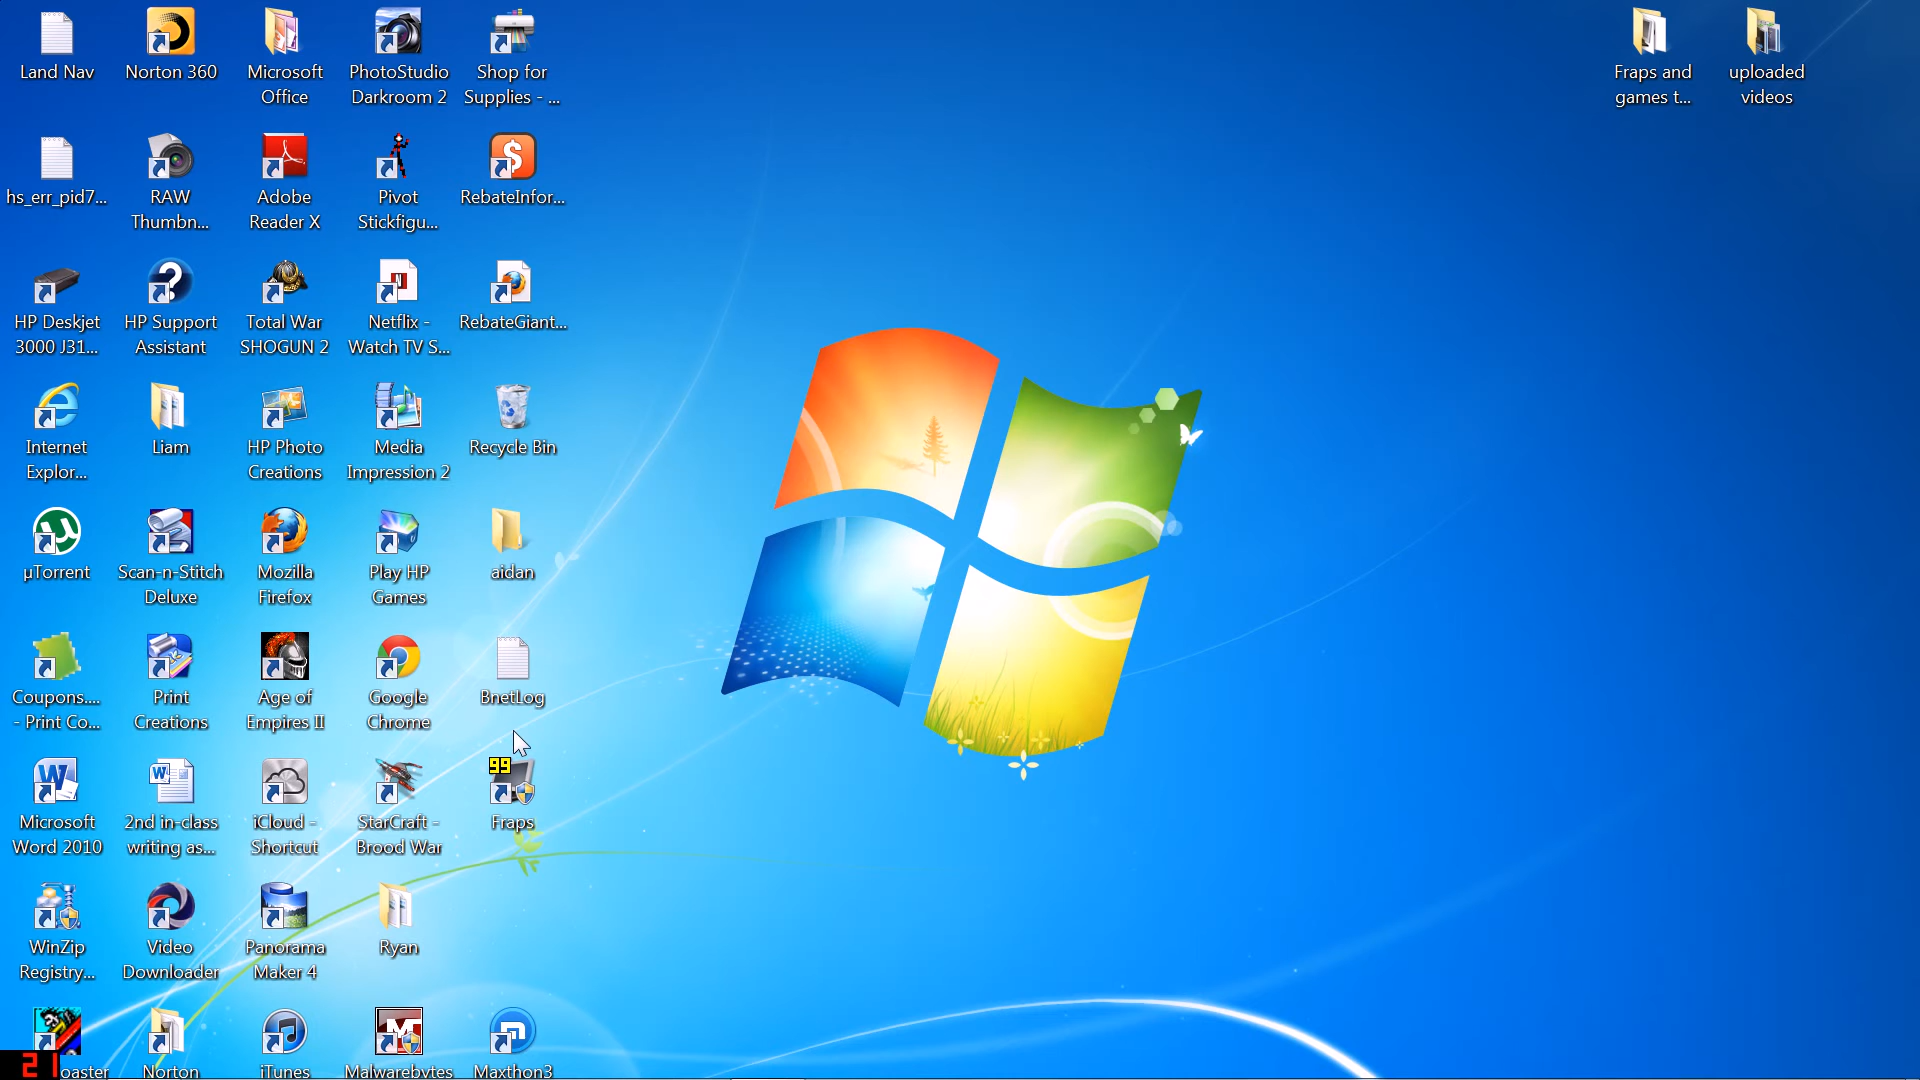 Land Nav
Norton 360
Microsoft
Office
PhotoStudio
Darkroom 2
Shop for
Supplies - ...
Fraps and
games t...
uploaded
videos
hs_err_pid7...
RAW
Thumbn...
Adobe
Reader X
Pivot
Stickfigu...
$
RebateInfor...
HP Deskjet
3000 J31...
?
HP Support
Assistant
Total War
SHOGUN 2
N
Netflix -
Watch TV S...
RebateGiant...
Internet
Explor...
Liam
HP Photo
Creations
Media
Impression 2
Recycle Bin
µTorrent
Scan-n-Stitch
Deluxe
Mozilla
Firefox
Play HP
Games
aidan
Coupons....
- Print Co...
Print
Creations
Age of
Empires II
Google
Chrome
BnetLog
W
Microsoft
Word 2010
W
2nd in-class
writing as...
iCloud -
Shortcut
StarCraft -
Brood War
99
Fraps
WinZip
Registry...
Video
Downloader
Panorama
Maker 4
Ryan
21
oaster
Norton
iTunes
Malwarebytes
Maxthon3